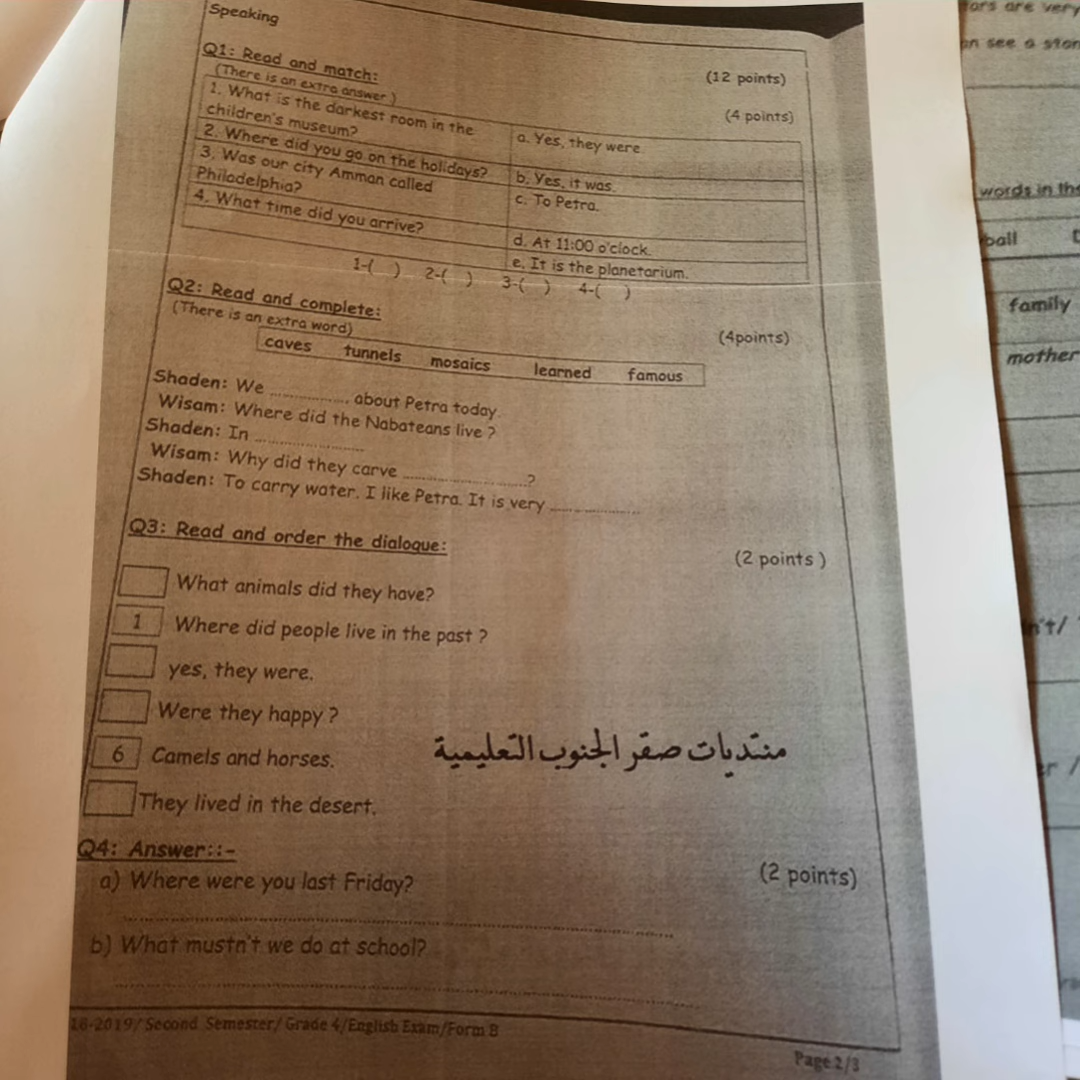 Speaking
Q1: Read and match:
(12 points)
(There is an extra answer )
(4 points)
1. What is the darkest room in the
children's museum?
a. Yes, they were.
2. Where did you go on the holidays?
b. Yes, it was.
3. Was our city Amman called
Philadelphia?
c. To Petra.
4. What time did you arrive?
d. At 11:00 o'clock.
e. It is the planetarium.
1-( ) 2-( ) 3-( ) 4-( )
Q2: Read and complete:
(There is an extra word)
(4points)
caves tunnels mosaics learned famous
Shaden: We ................ about Petra today.
Wisam: Where did the Nabateans live ?
Shaden: In ......................
Wisam: Why did they carve .........................?
Shaden: To carry water. I like Petra. It is very ...................
Q3: Read and order the dialogue:
(2 points )
What animals did they have?
1 Where did people live in the past ?
yes, they were.
Were they happy ?
6 Camels and horses.
منتديات صقر الجنوب التعليمية
They lived in the desert.
Q4: Answer::-
(2 points)
a) Where were you last Friday?
b) What mustn't we do at school?
18-2019/ Second Semester/ Grade 4/English Exam/Form B
Page 2/3
are very
see a
words in
ball
family
mother